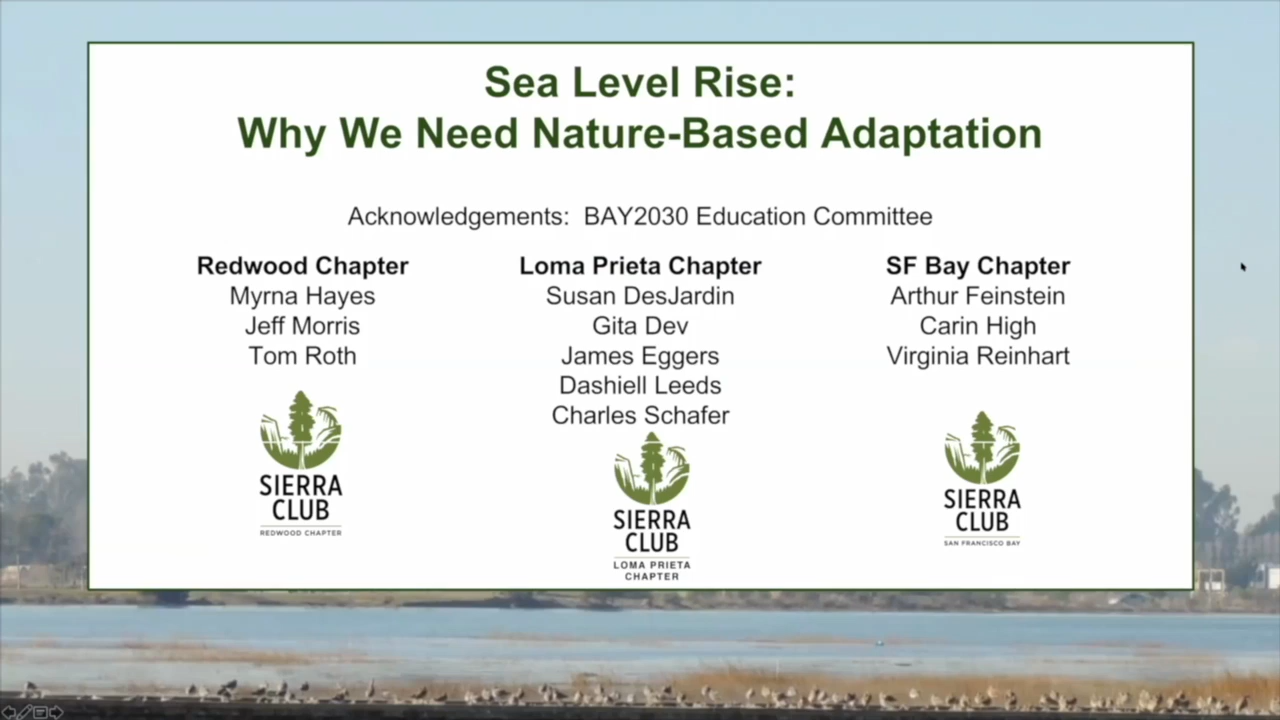 Sea Level Rise:
Why We Need Nature-Based Adaptation
Acknowledgements: BAY2030 Education Committee
Redwood Chapter
Myrna Hayes
Jeff Morris
Tom Roth
SIERRA
CLUB
REDWOOD CHAPTER
Loma Prieta Chapter
Susan DesJardin
Gita Dev
James Eggers
Dashiell Leeds
Charles Schafer
SIERRA
CLUB
LOMA PRIETA
CHAPTER
SF Bay Chapter
Arthur Feinstein
Carin High
Virginia Reinhart
SIERRA
CLUB
SAN FRANCISCO BAY